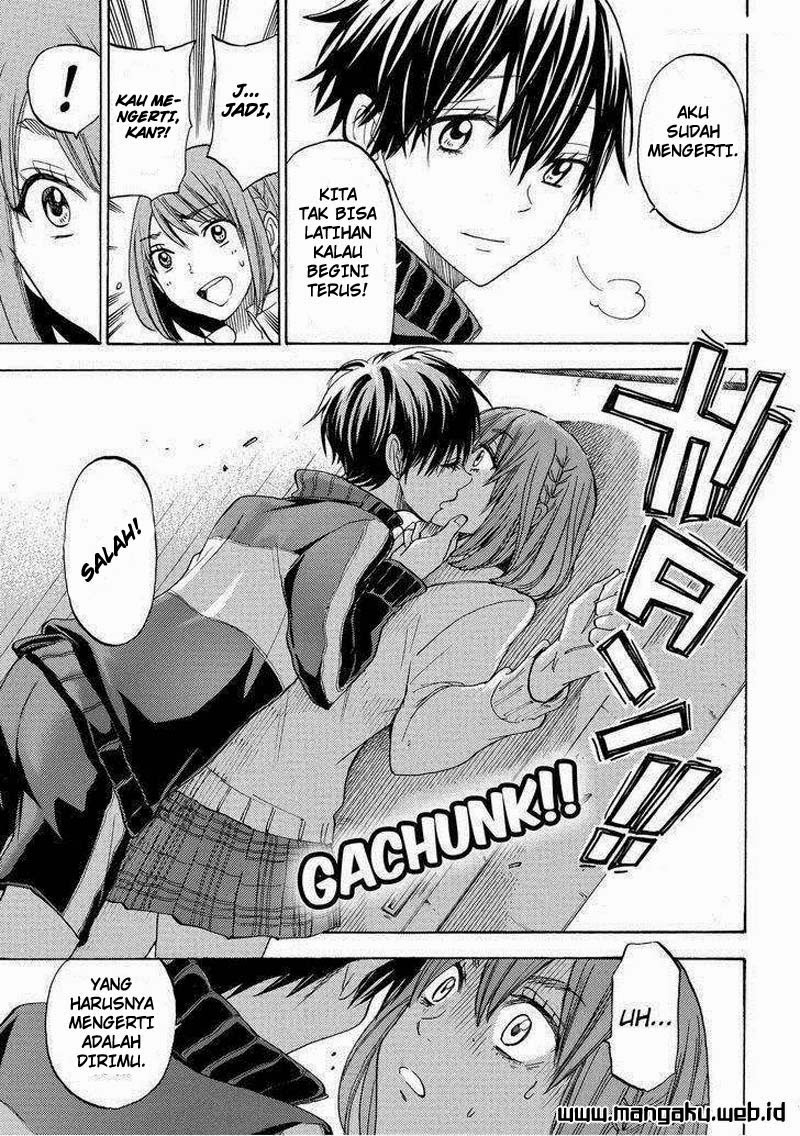 AKU
SUDAH
MENGERTI.
KITA
TAK BISA
LATIHAN
KALAU
BEGINI
TERUS!
J...
JADI,
KAU ME-
NGERTI,
KAN?!
!
SALAH!
GACHUNK!!
UH...
YANG
HARUSNYA
MENGERTI
ADALAH
DIRIMU.
www.mangaku.web.id